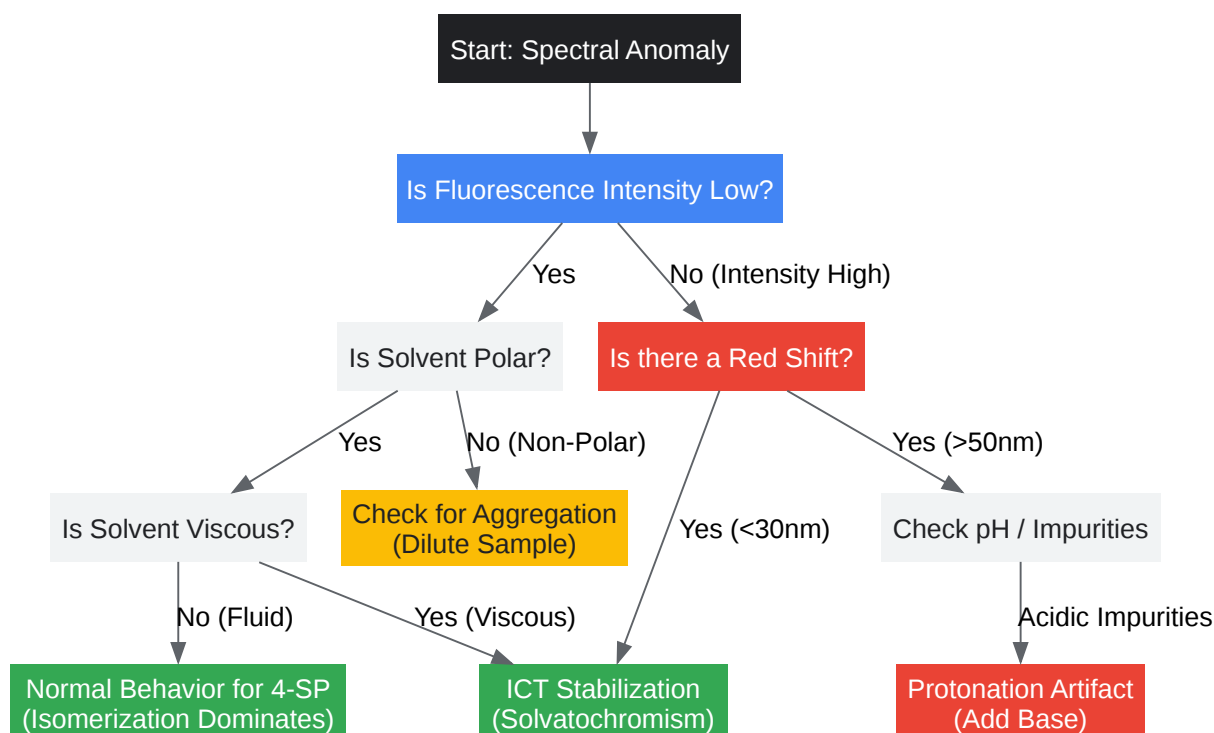 Start: Spectral Anomaly
Is Fluorescence Intensity Low?
Yes
No (Intensity High)
Is Solvent Polar?
Is there a Red Shift?
Yes
No (Non-Polar)
Yes (>50nm)
Is Solvent Viscous?
Check for Aggregation
(Dilute Sample)
Yes (<30nm)
Check pH / Impurities
No (Fluid)
Yes (Viscous)
Acidic Impurities
Normal Behavior for 4-SP
(Isomerization Dominates)
ICT Stabilization
(Solvatochromism)
Protonation Artifact
(Add Base)